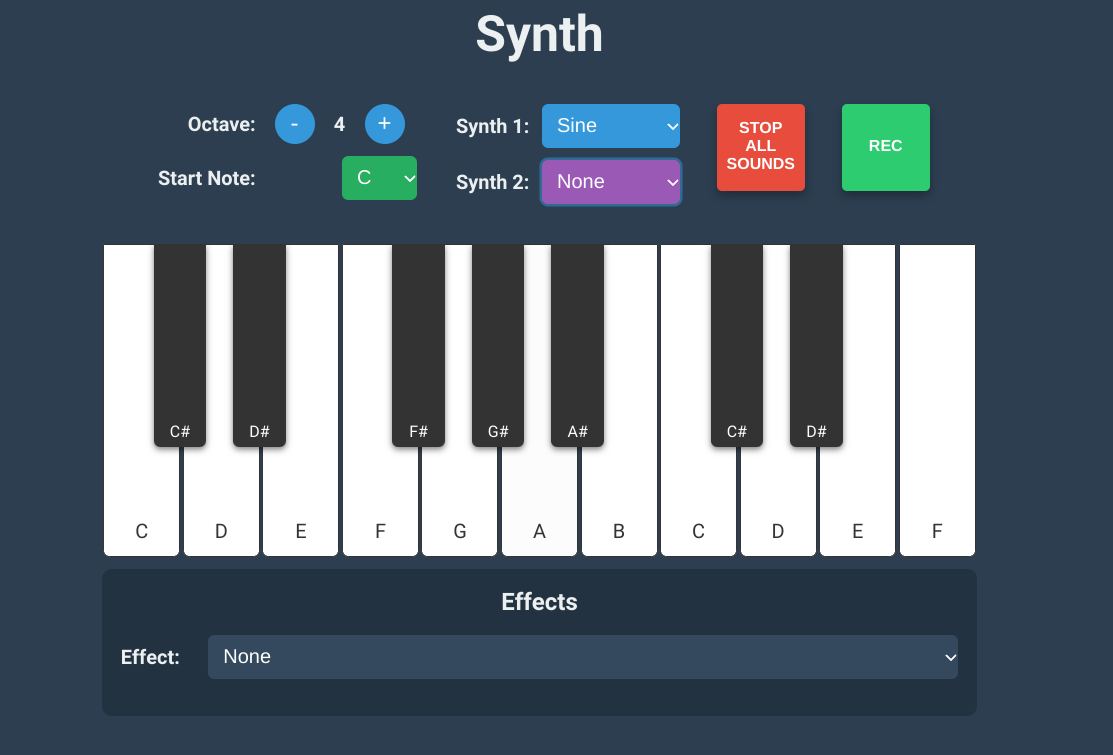 Synth
Octave: - 4 +
Start Note: C
Synth 1: Sine
Synth 2: None
STOP
ALL
SOUNDS
REC
C# D# F# G# A# C# D#
C D E F G A B C D E F
Effects
Effect: None